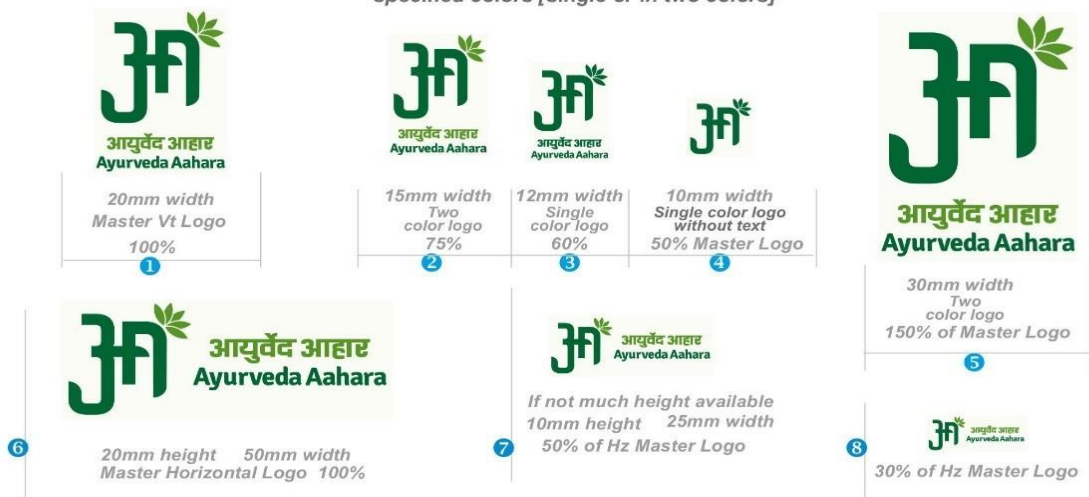 specified colors [single or in two colors]
आयुर्वेद आहार
Ayurveda Aahara
20mm width
Master Vt Logo
100%
1
आयुर्वेद आहार
Ayurveda Aahara
15mm width
Two
color logo
75%
2
आयुर्वेद आहार
Ayurveda Aahara
12mm width
Single
color logo
60%
3
10mm width
Single color logo
without text
50% Master Logo
4
आयुर्वेद आहार
Ayurveda Aahara
30mm width
Two
color logo
150% of Master Logo
5
आयुर्वेद आहार
Ayurveda Aahara
6
20mm height 50mm width
Master Horizontal Logo 100%
आयुर्वेद आहार
Ayurveda Aahara
If not much height available
10mm height 25mm width
7
50% of Hz Master Logo
आयुर्वेद आहार
Ayurveda Aahara
8
30% of Hz Master Logo